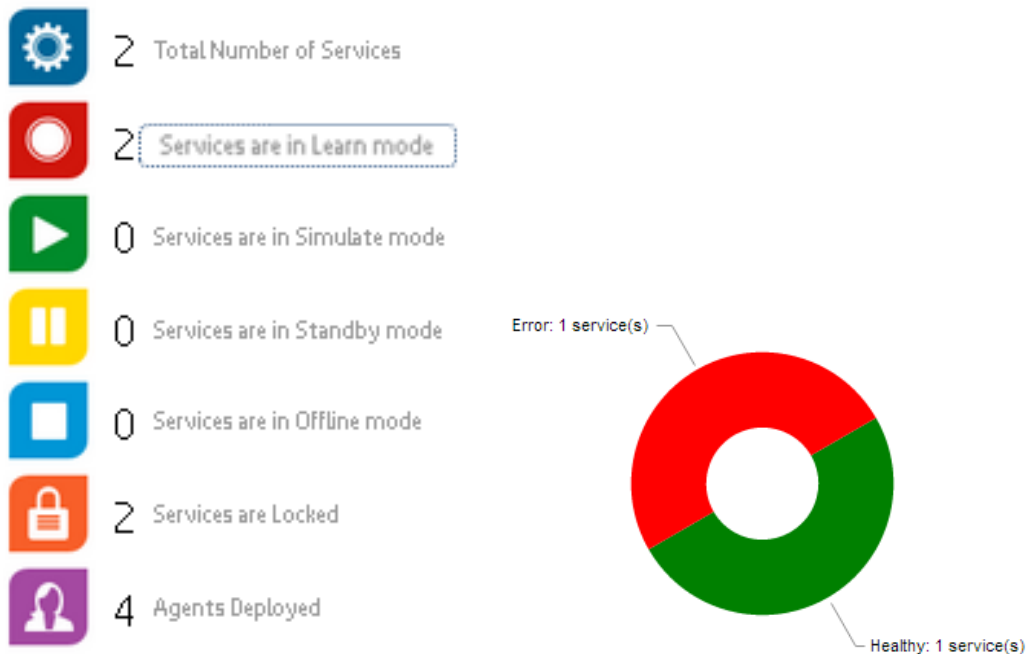 2 Total Number of Services
2 Services are in Learn mode
0 Services are in Simulate mode
0 Services are in Standby mode
Error: 1 service(s)
0 Services are in Offline mode
2 Services are Locked
4 Agents Deployed
Healthy: 1 service(s)